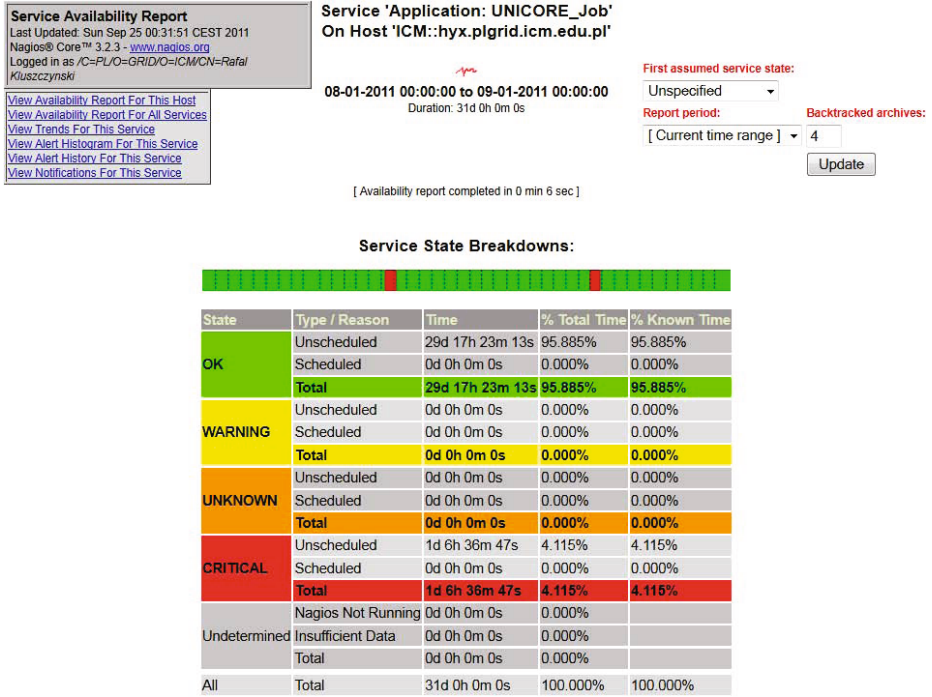 Service Availability Report
Last Updated: Sun Sep 25 00:31:51 CEST 2011
Nagios® Core™ 3.2.3 - www.nagios.org
Logged in as /C=PL/O=GRID/O=ICM/CN=Rafal
Kluszczynski
View Availability Report For This Host
View Availability Report For All Services
View Trends For This Service
View Alert Histogram For This Service
View Alert History For This Service
View Notifications For This Service
Service 'Application: UNICORE_Job'
On Host 'ICM::hyx.plgrid.icm.edu.pl'
08-01-2011 00:00:00 to 09-01-2011 00:00:00
Duration: 31d 0h 0m 0s
[ Availability report completed in 0 min 6 sec ]
First assumed service state:
Unspecified
Report period: Backtracked archives:
[ Current time range ] 4
Update
Service State Breakdowns:
State Type / Reason Time % Total Time % Known Time
OK Unscheduled 29d 17h 23m 13s 95.885% 95.885%
Scheduled 0d 0h 0m 0s 0.000% 0.000%
Total 29d 17h 23m 13s 95.885% 95.885%
WARNING Unscheduled 0d 0h 0m 0s 0.000% 0.000%
Scheduled 0d 0h 0m 0s 0.000% 0.000%
Total 0d 0h 0m 0s 0.000% 0.000%
UNKNOWN Unscheduled 0d 0h 0m 0s 0.000% 0.000%
Scheduled 0d 0h 0m 0s 0.000% 0.000%
Total 0d 0h 0m 0s 0.000% 0.000%
CRITICAL Unscheduled 1d 6h 36m 47s 4.115% 4.115%
Scheduled 0d 0h 0m 0s 0.000% 0.000%
Total 1d 6h 36m 47s 4.115% 4.115%
Undetermined Nagios Not Running 0d 0h 0m 0s 0.000%
Insufficient Data 0d 0h 0m 0s 0.000%
Total 0d 0h 0m 0s 0.000%
All Total 31d 0h 0m 0s 100.000% 100.000%